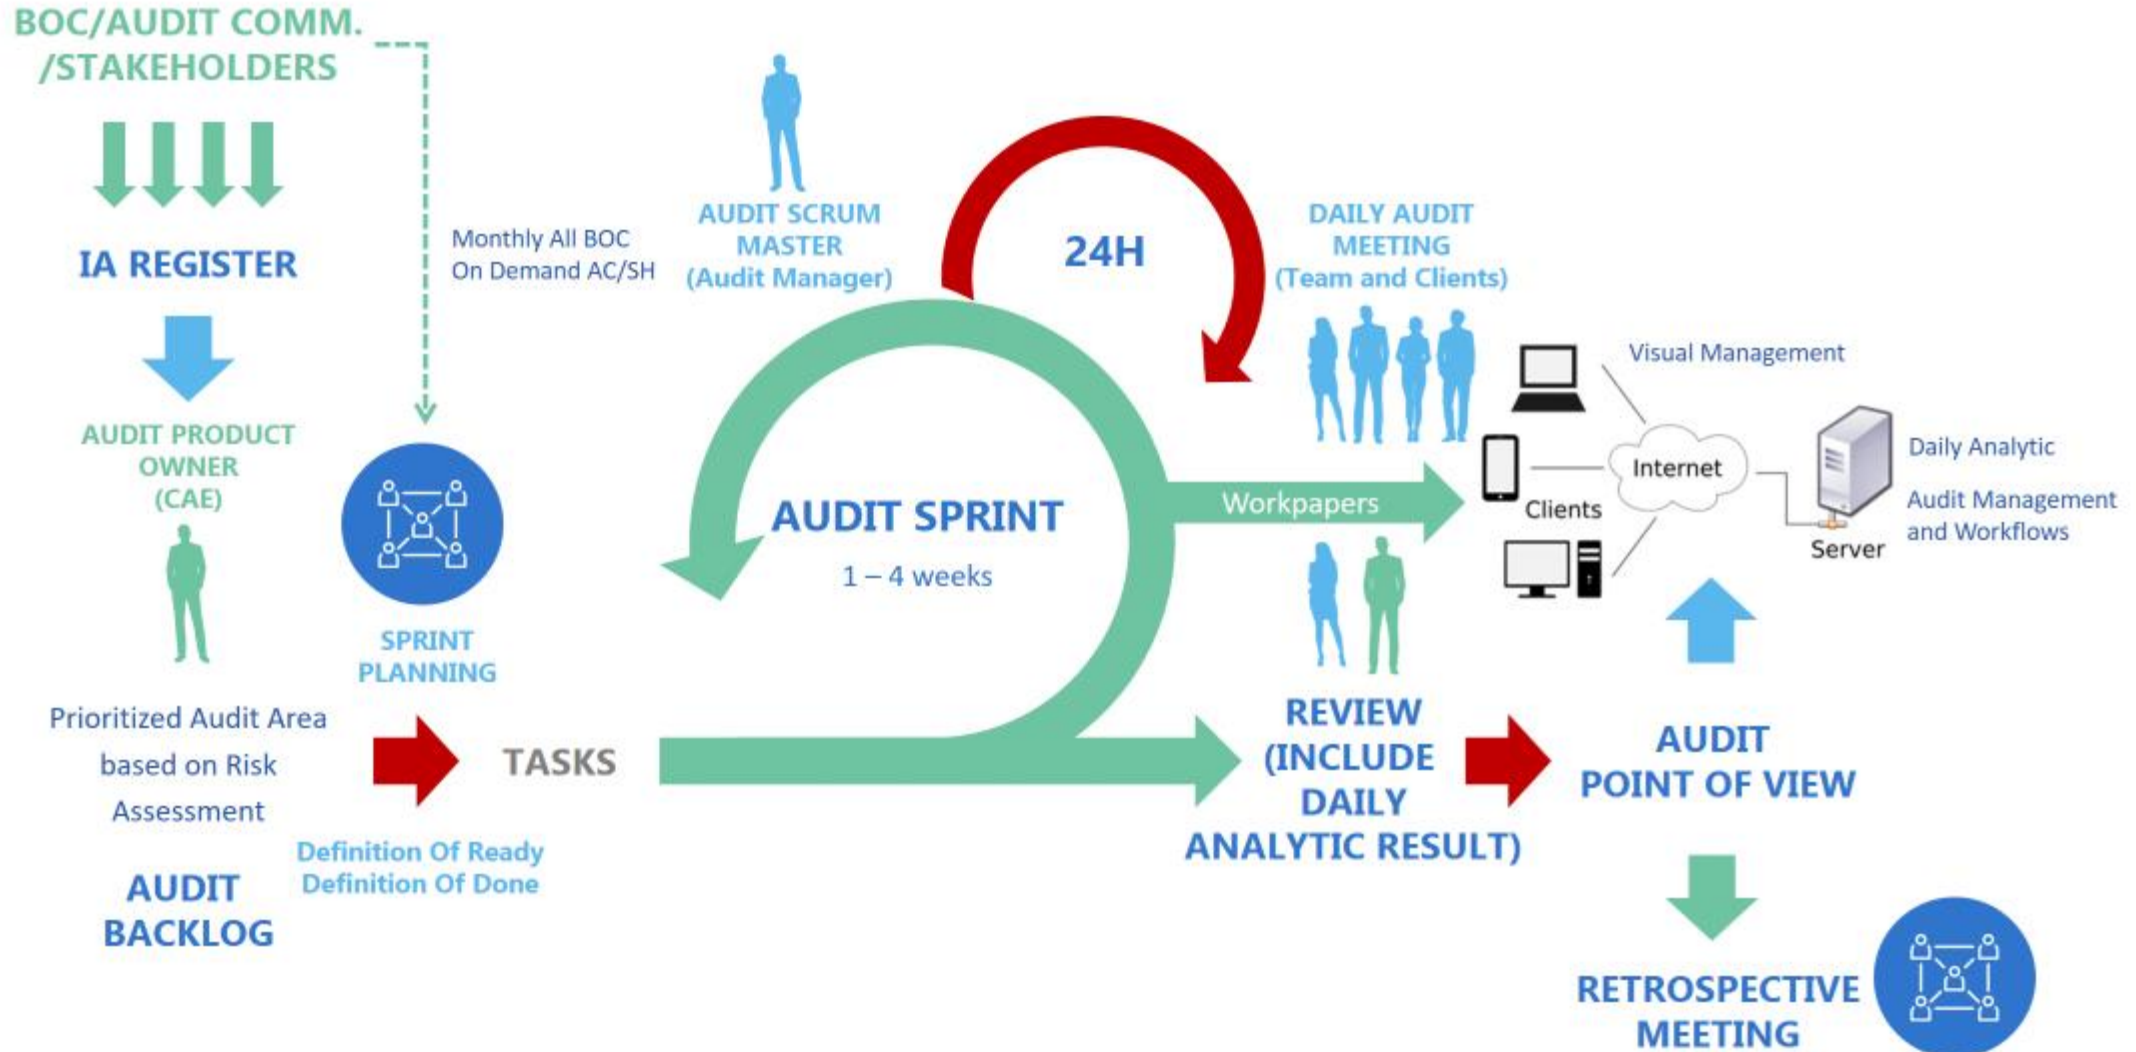 BOC/AUDIT COMM.
/STAKEHOLDERS
IA REGISTER
AUDIT PRODUCT
OWNER
(CAE)
Prioritized Audit Area
based on Risk
Assessment
AUDIT
BACKLOG
Monthly All BOC
On Demand AC/SH
SPRINT
PLANNING
TASKS
Definition Of Ready
Definition Of Done
AUDIT SCRUM
MASTER
(Audit Manager)
24H
AUDIT SPRINT
1 – 4 weeks
DAILY AUDIT
MEETING
(Team and Clients)
Workpapers
Visual Management
Internet
Clients
Server
Daily Analytic
Audit Management
and Workflows
REVIEW
(INCLUDE
DAILY
ANALYTIC RESULT)
AUDIT
POINT OF VIEW
RETROSPECTIVE
MEETING